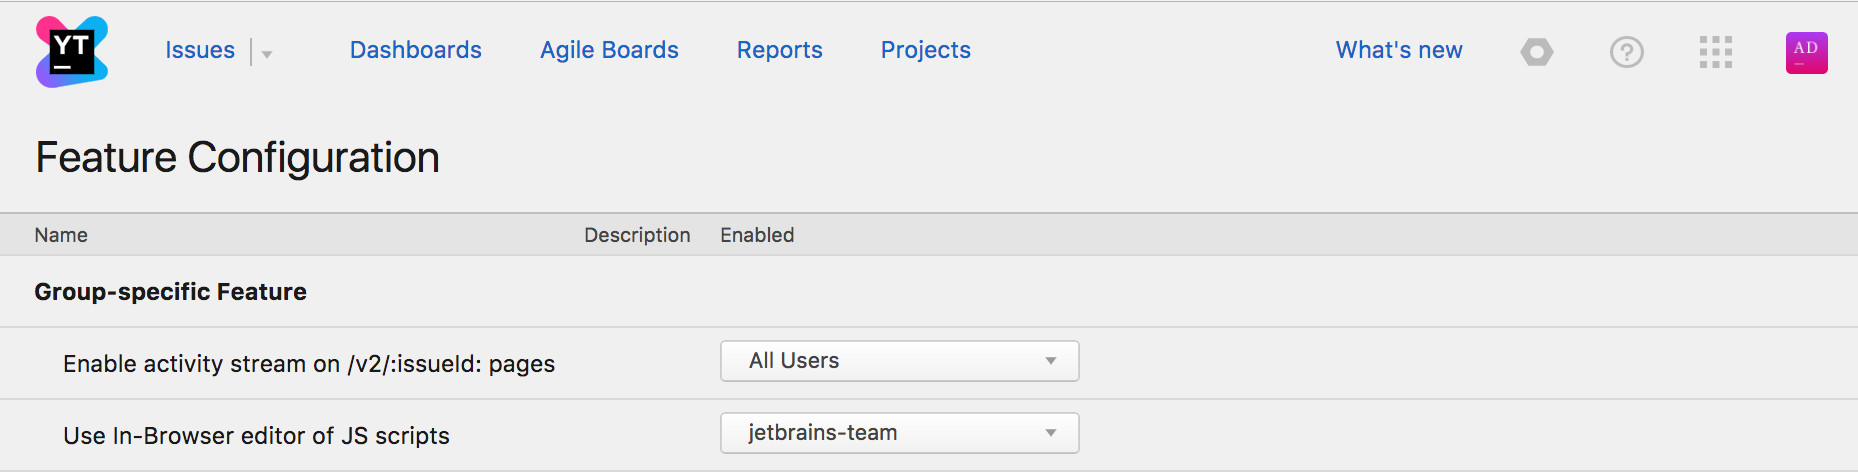 YT Issues Dashboards Agile Boards Reports Projects What's new ? AD
Feature Configuration
Name Description Enabled
Group-specific Feature
Enable activity stream on /v2/:issueId: pages All Users
Use In-Browser editor of JS scripts jetbrains-team